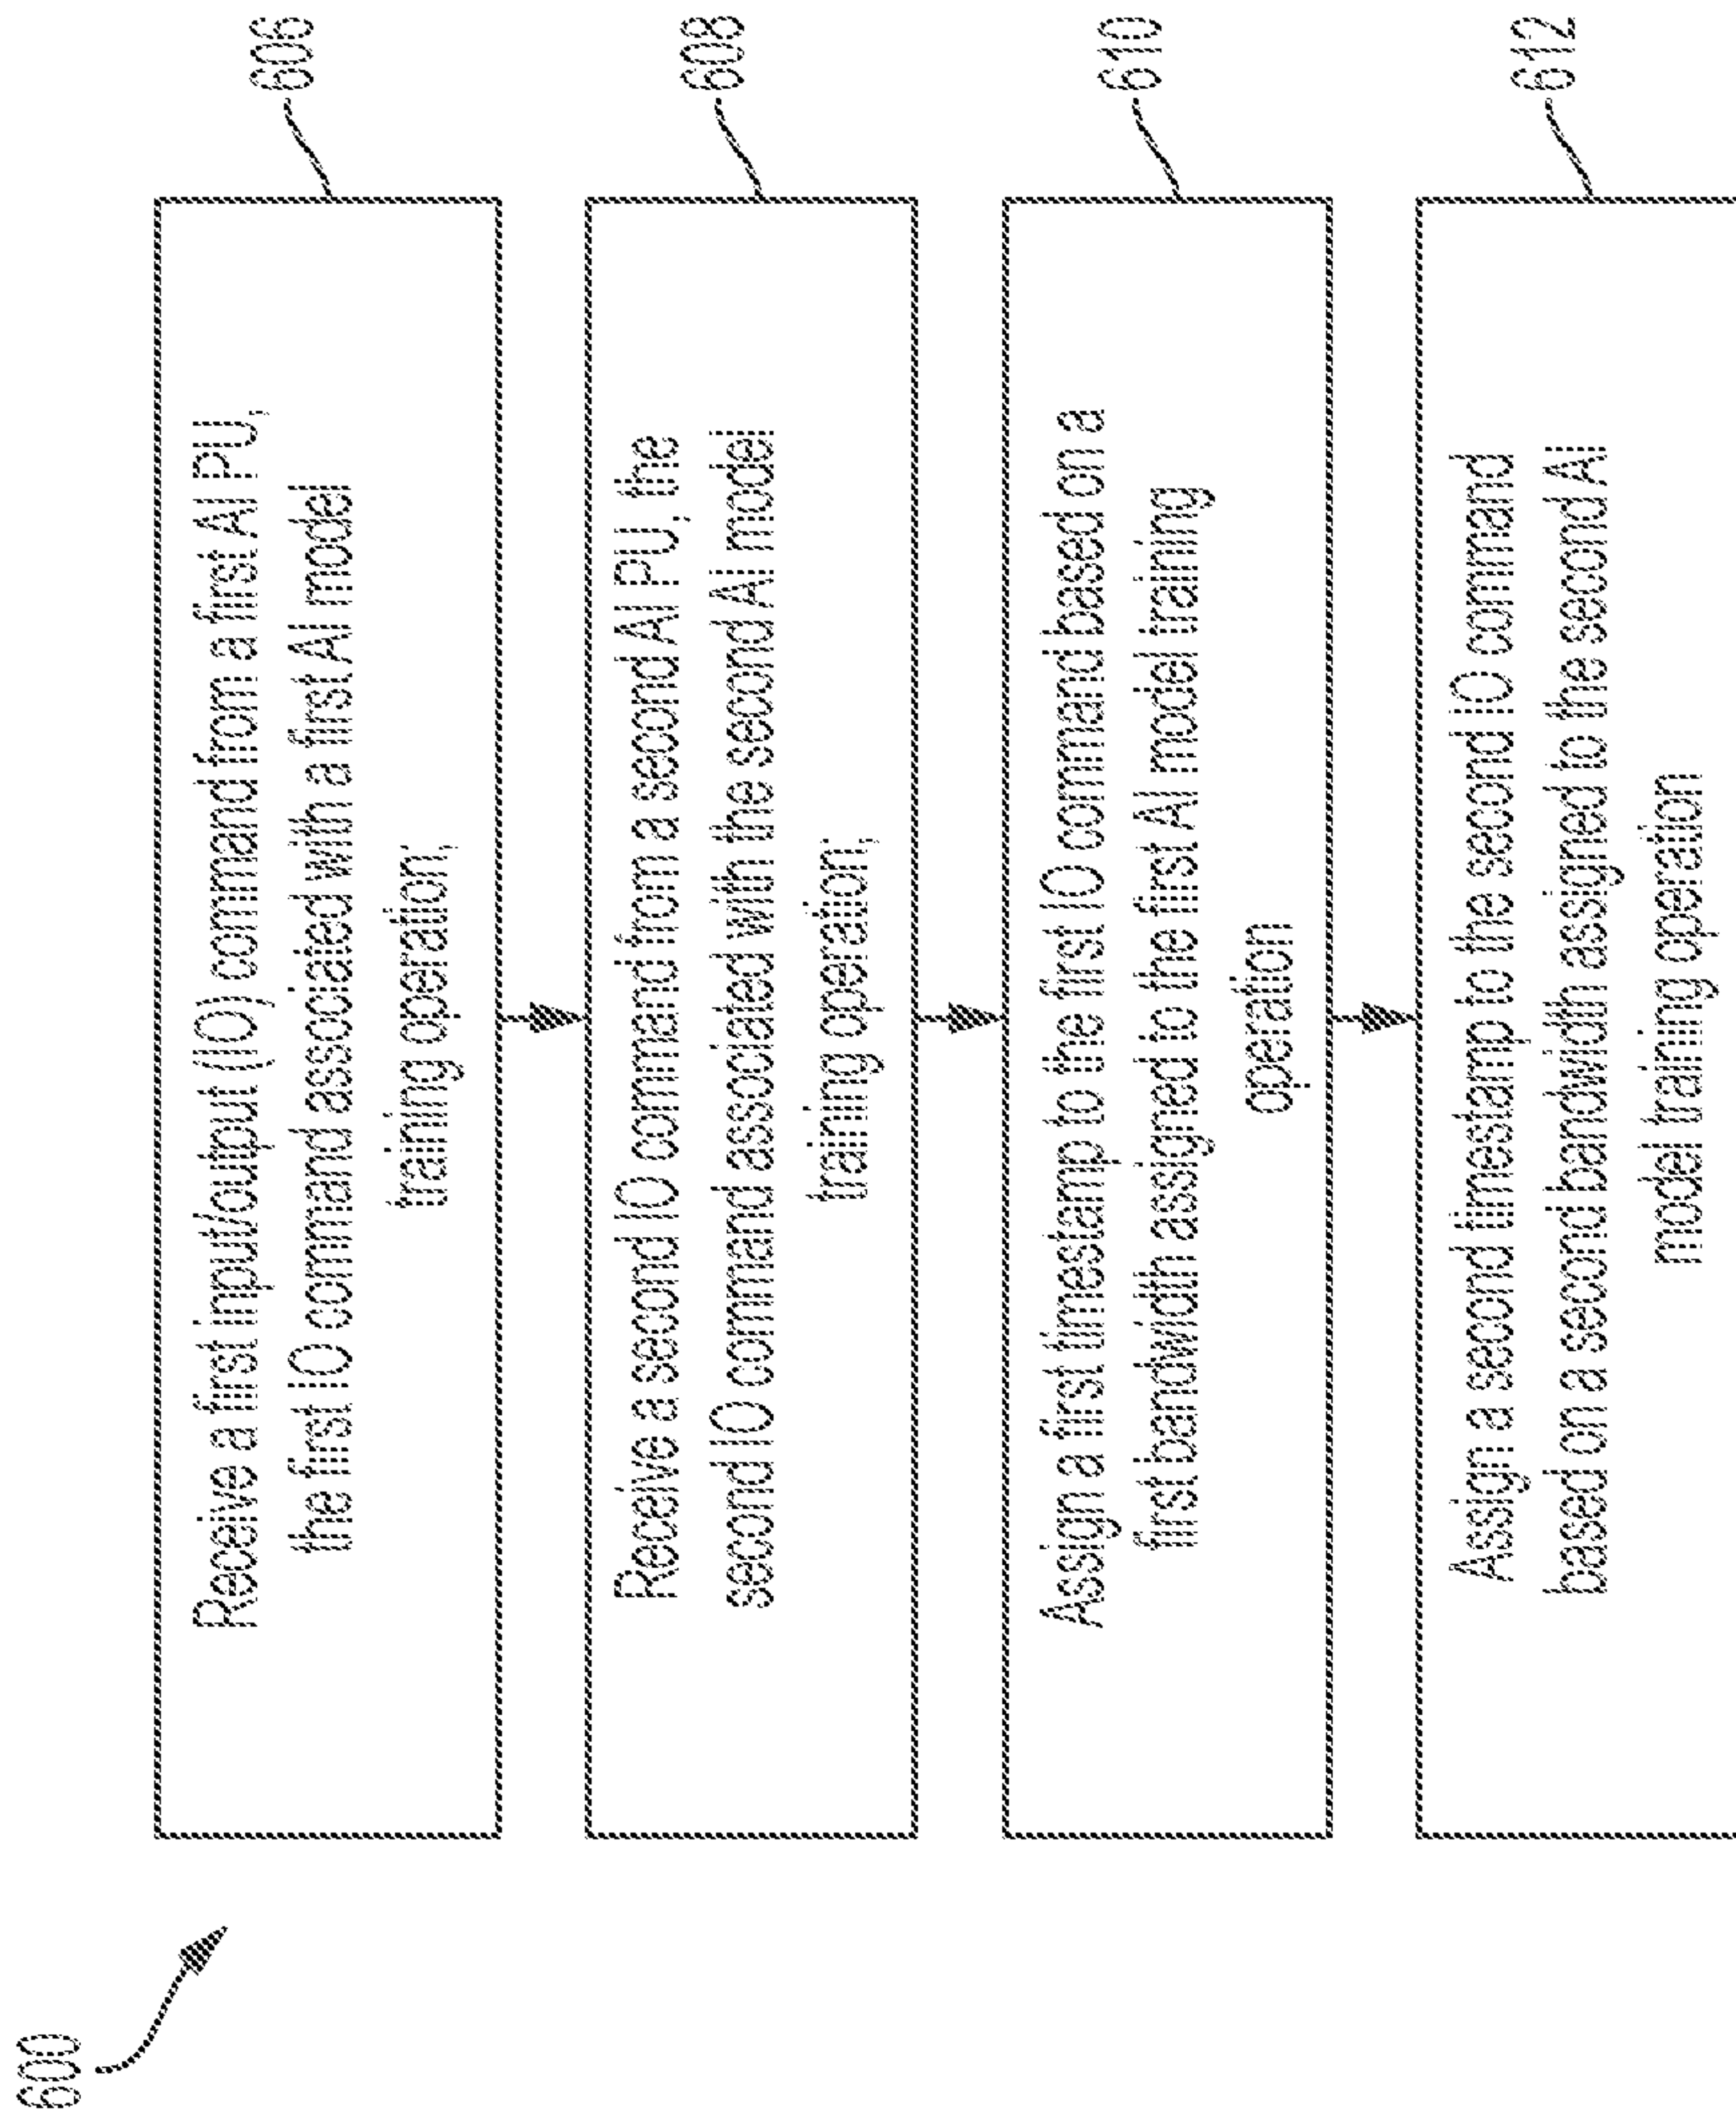 600
Receive a first input/output (IO) command from a first AI PU,
the first IO command associated with a first AI model
training operation;
606
Receive a second IO command from a second AI PU, the
second IO command associated with the second AI model
training operation;
608
Assign a first timestamp to the first IO command based on a
first bandwidth assigned to the first AI model training
operation
610
Assign a second timestamp to the second IO command
based on a second bandwidth assigned to the second AI
model training operation
612